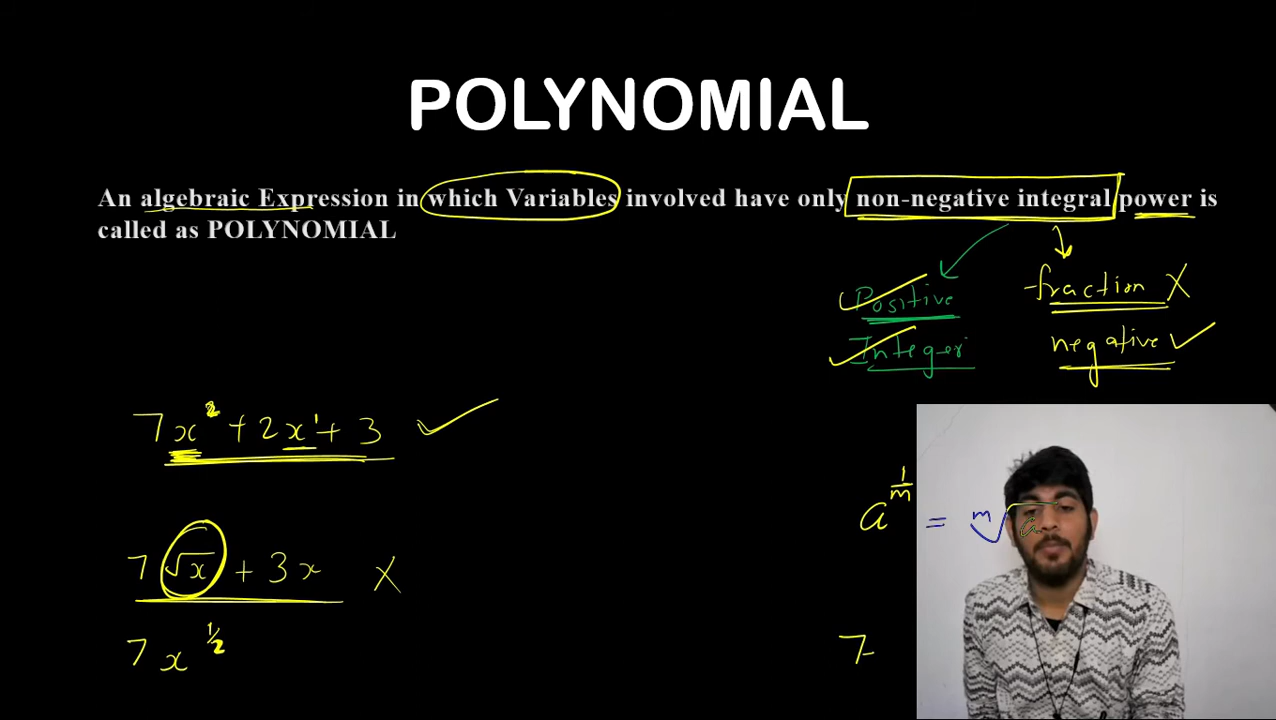 POLYNOMIAL
An algebraic Expression in which Variables involved have only non-negative integral power is
called as POLYNOMIAL
Positive
Integer
fraction X
negative ✓
7x² + 2x¹ + 3 ✓
7√x + 3x X
7x^½
a^(1/m) = ᵐ√a
7